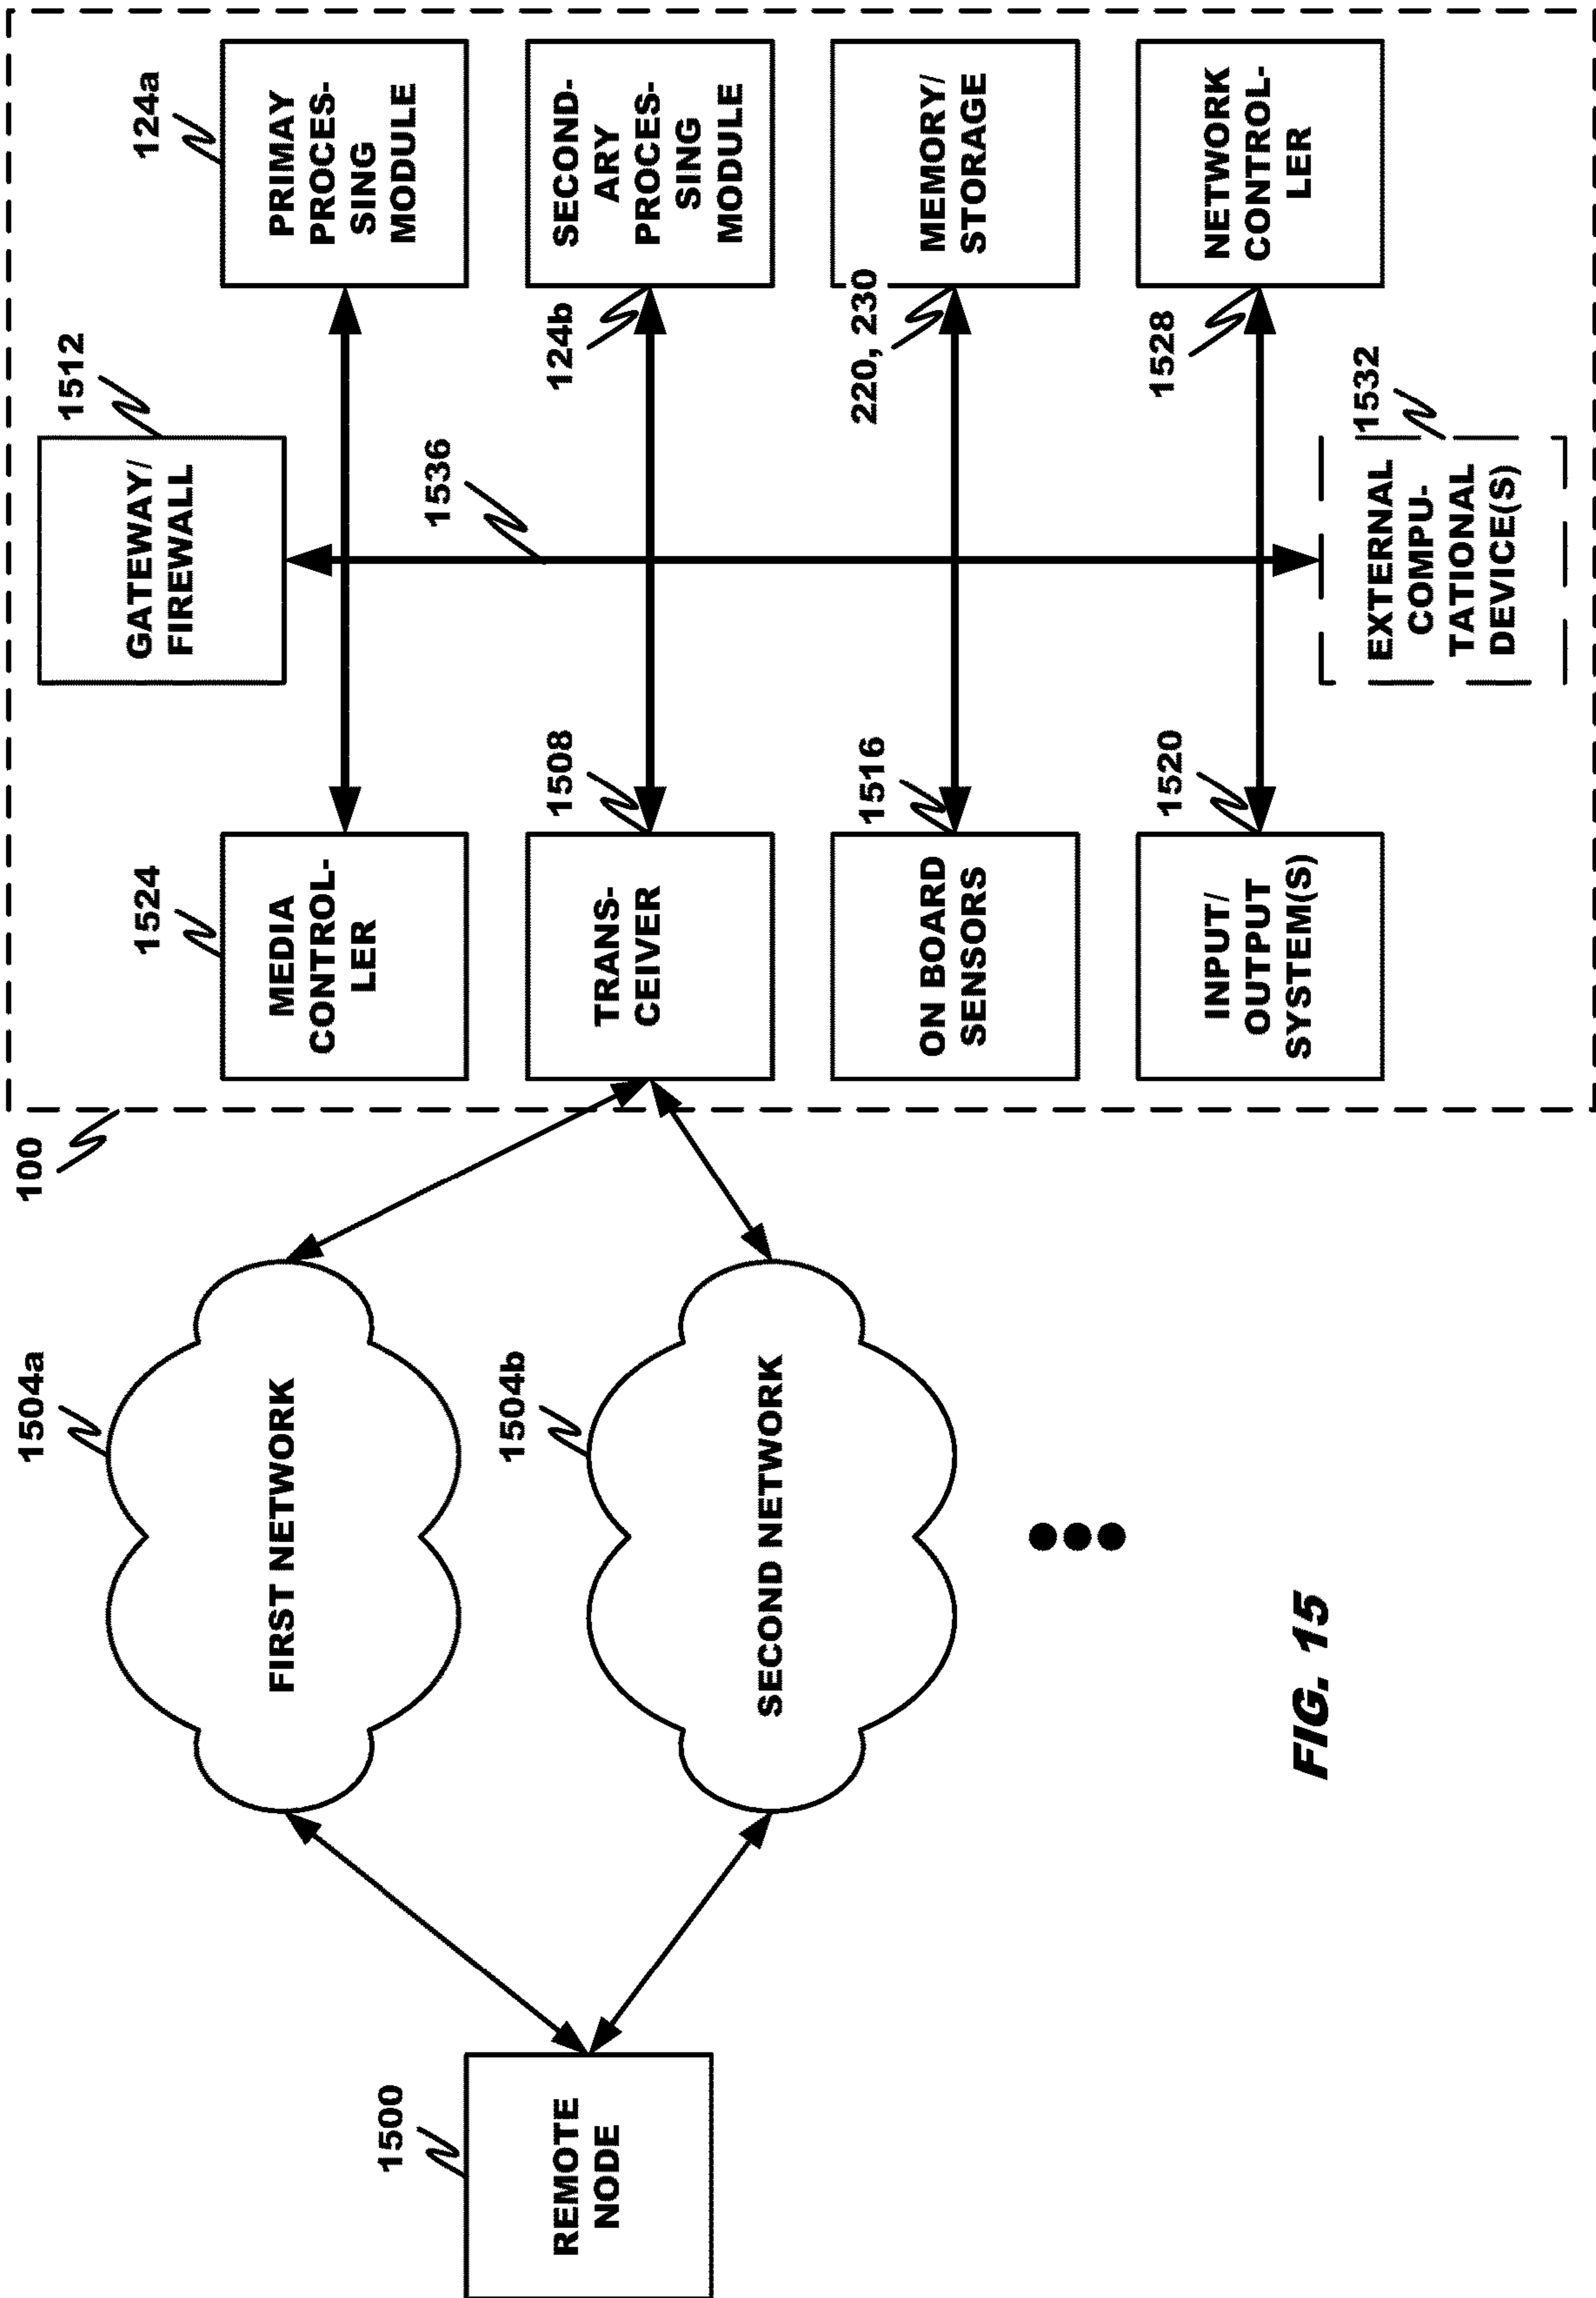 1500
REMOTE
NODE
1504a
FIRST NETWORK
1504b
SECOND NETWORK
100
1524
MEDIA
CONTROL-
LER
1508
TRANS-
CEIVER
1516
ON BOARD
SENSORS
1520
INPUT/
OUTPUT
SYSTEM(S)
1512
GATEWAY/
FIREWALL
1536
1532
EXTERNAL
COMPU-
TATIONAL
DEVICE(S)
124a
PRIMAY
PROCES-
SING
MODULE
124b
SECOND-
ARY
PROCES-
SING
MODULE
220, 230
MEMORY/
STORAGE
1528
NETWORK
CONTROL-
LER
FIG. 15